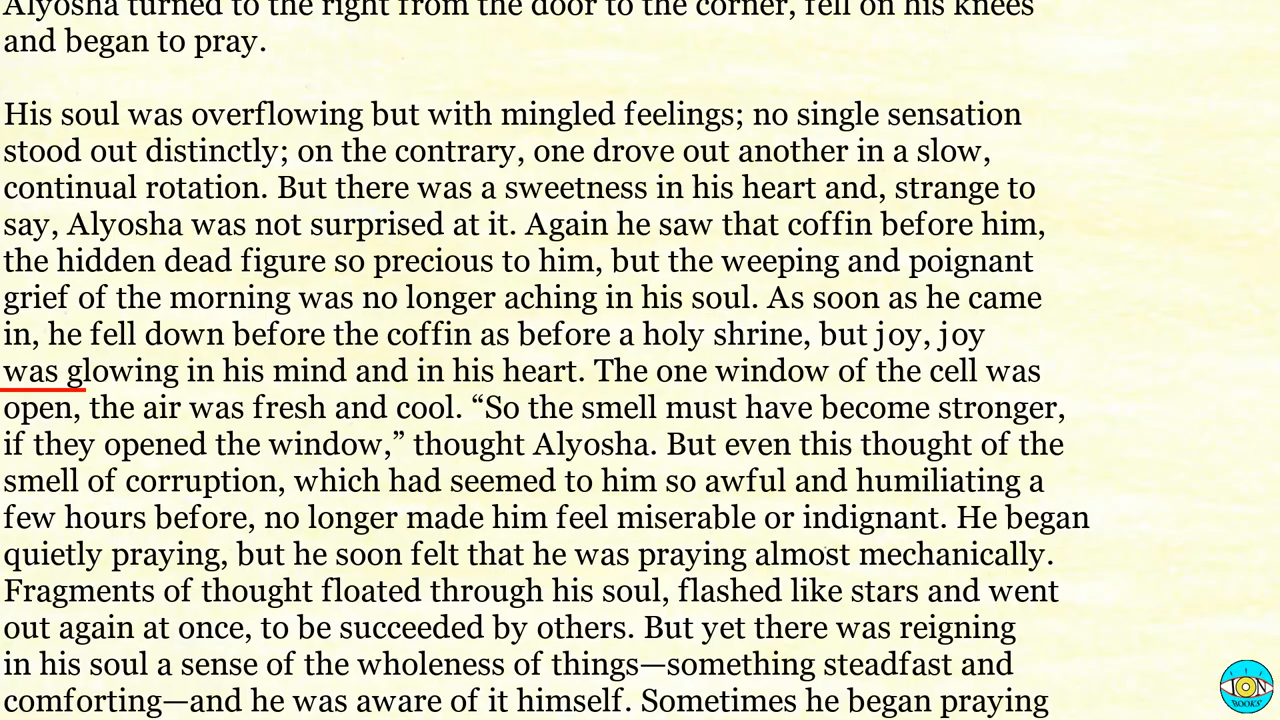 Alyosha turned to the right from the door to the corner, fell on his knees
and began to pray.
His soul was overflowing but with mingled feelings; no single sensation
stood out distinctly; on the contrary, one drove out another in a slow,
continual rotation. But there was a sweetness in his heart and, strange to
say, Alyosha was not surprised at it. Again he saw that coffin before him,
the hidden dead figure so precious to him, but the weeping and poignant
grief of the morning was no longer aching in his soul. As soon as he came
in, he fell down before the coffin as before a holy shrine, but joy, joy
was glowing in his mind and in his heart. The one window of the cell was
open, the air was fresh and cool. “So the smell must have become stronger,
if they opened the window,” thought Alyosha. But even this thought of the
smell of corruption, which had seemed to him so awful and humiliating a
few hours before, no longer made him feel miserable or indignant. He began
quietly praying, but he soon felt that he was praying almost mechanically.
Fragments of thought floated through his soul, flashed like stars and went
out again at once, to be succeeded by others. But yet there was reigning
in his soul a sense of the wholeness of things—something steadfast and
comforting—and he was aware of it himself. Sometimes he began praying
ION
BOOKS